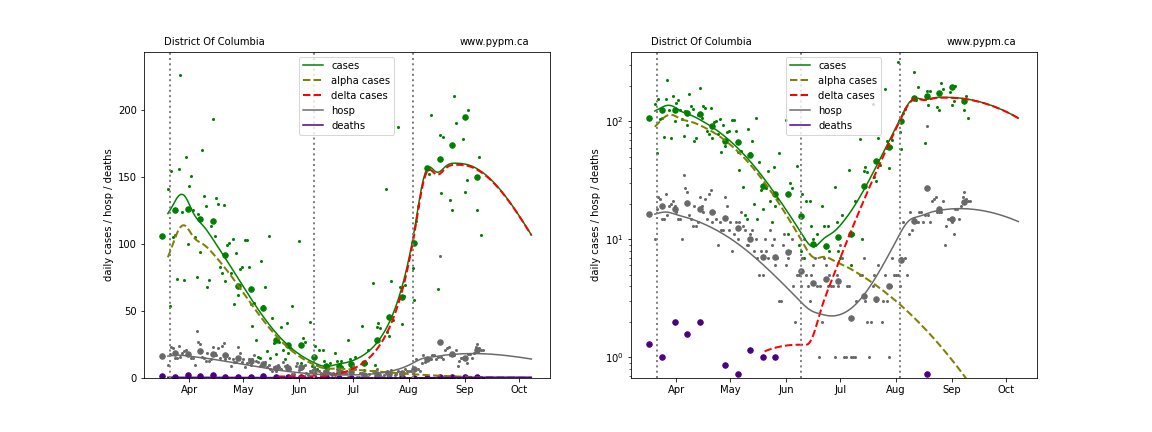 District Of Columbia
www.pypm.ca
cases
alpha cases
delta cases
hosp
deaths
daily cases / hosp / deaths
200
150
100
50
0
Apr
May
Jun
Jul
Aug
Sep
Oct
District Of Columbia
www.pypm.ca
cases
alpha cases
delta cases
hosp
deaths
daily cases / hosp / deaths
10²
10¹
10⁰
Apr
May
Jun
Jul
Aug
Sep
Oct